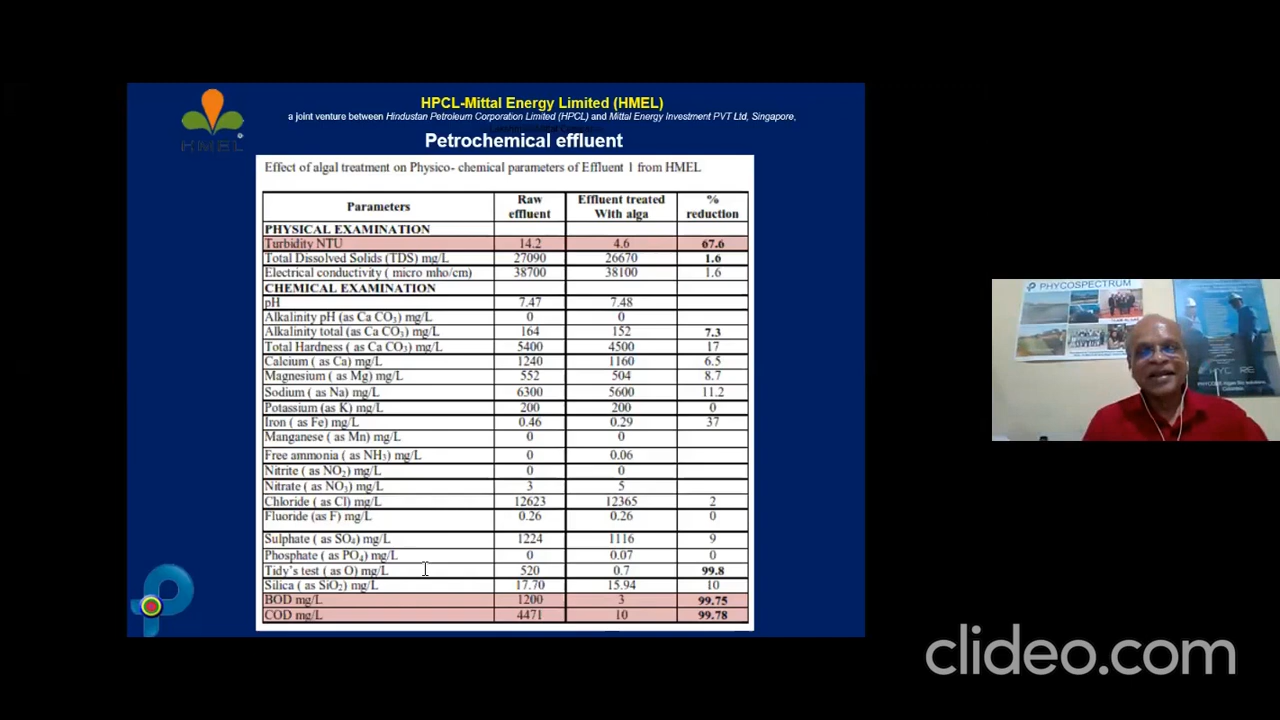 HPCL-Mittal Energy Limited (HMEL)
a joint venture between Hindustan Petroleum Corporation Limited (HPCL) and Mittal Energy Investment PVT Ltd, Singapore,
HMEL
Petrochemical effluent
Effect of algal treatment on Physico- chemical parameters of Effluent 1 from HMEL
Parameters Raw effluent Effluent treated With alga % reduction
PHYSICAL EXAMINATION
Turbidity NTU 14.2 4.6 67.6
Total Dissolved Solids (TDS) mg/L 27090 26670 1.6
Electrical conductivity ( micro mho/cm) 38700 38100 1.6
CHEMICAL EXAMINATION
pH 7.47 7.48
Alkalinity pH (as Ca CO3) mg/L 0 0
Alkalinity total (as Ca CO3) mg/L 164 152 7.3
Total Hardness (as Ca CO3) mg/L 5400 4500 17
Calcium ( as Ca) mg/L 1240 1160 6.5
Magnesium ( as Mg) mg/L 552 504 8.7
Sodium ( as Na) mg/L 6300 5600 11.2
Potassium (as K) mg/L 200 200 0
Iron ( as Fe) mg/L 0.46 0.29 37
Manganese ( as Mn) mg/L 0 0
Free ammonia ( as NH3) mg/L 0 0.06
Nitrite ( as NO2) mg/L 0 0
Nitrate ( as NO3) mg/L 3 5
Chloride ( as Cl) mg/L 12623 12365 2
Fluoride (as F) mg/L 0.26 0.26 0
Sulphate ( as SO4) mg/L 1224 1116 9
Phosphate ( as PO4) mg/L 0 0.07 0
Tidy's test ( as O) mg/L 520 0.7 99.8
Silica ( as SiO2) mg/L 17.70 15.94 10
BOD mg/L 1200 3 99.75
COD mg/L 4471 10 99.78
PHYCOSPECTRUM
clideo.com